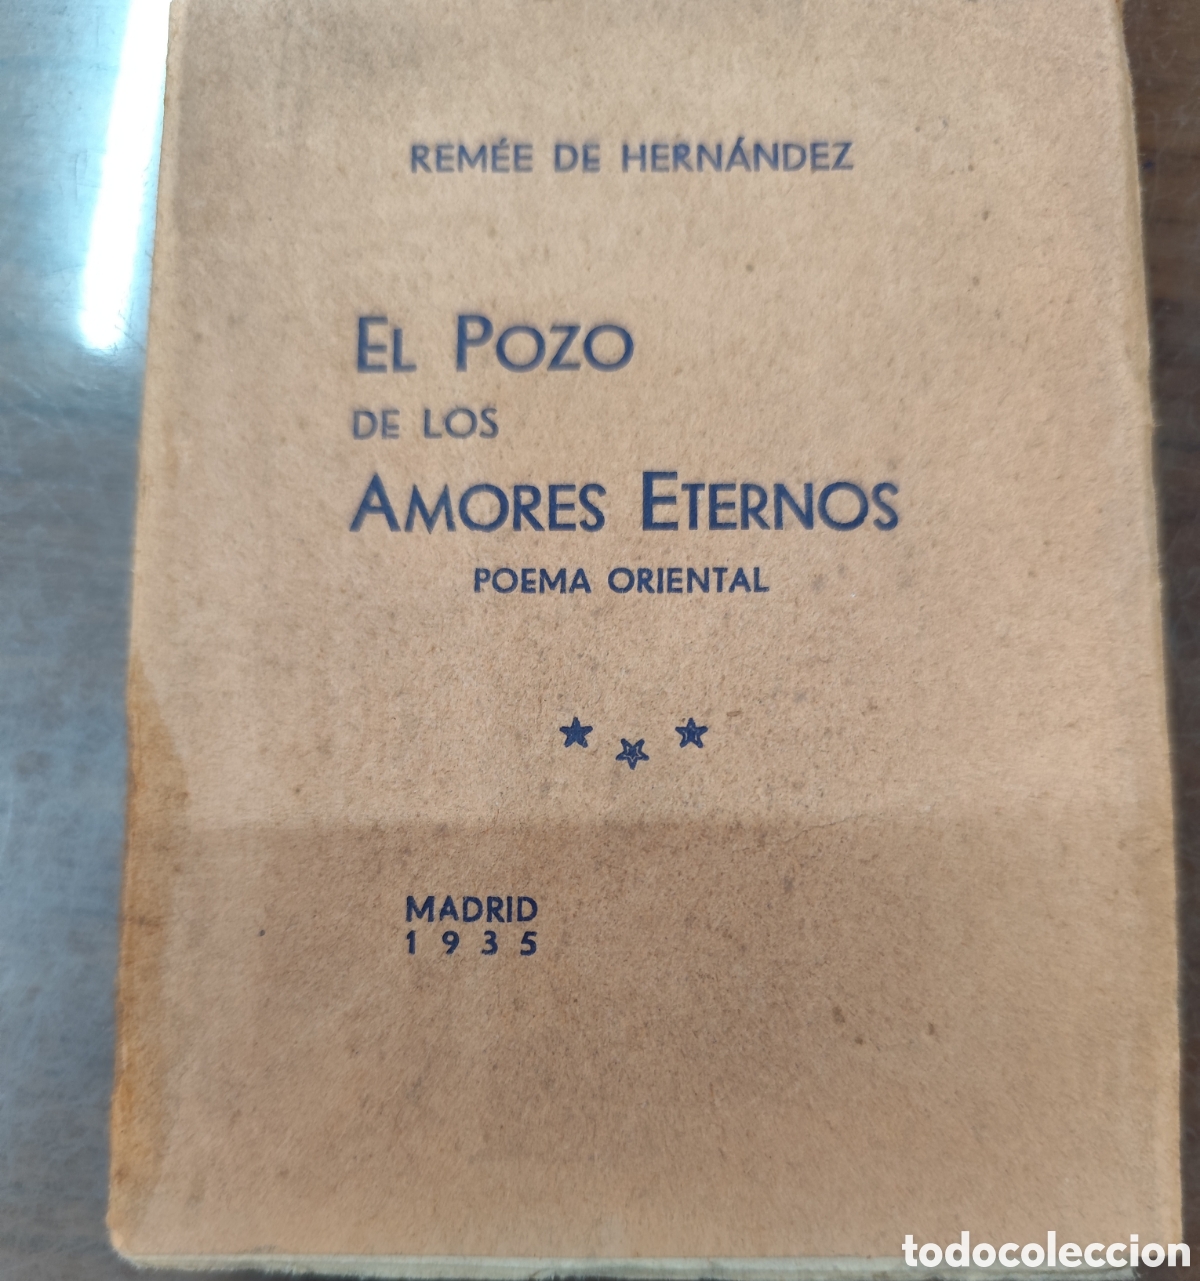 REMÉE DE HERNÁNDEZ
EL POZO
DE LOS
AMORES ETERNOS
POEMA ORIENTAL
MADRID
1935
todocoleccion